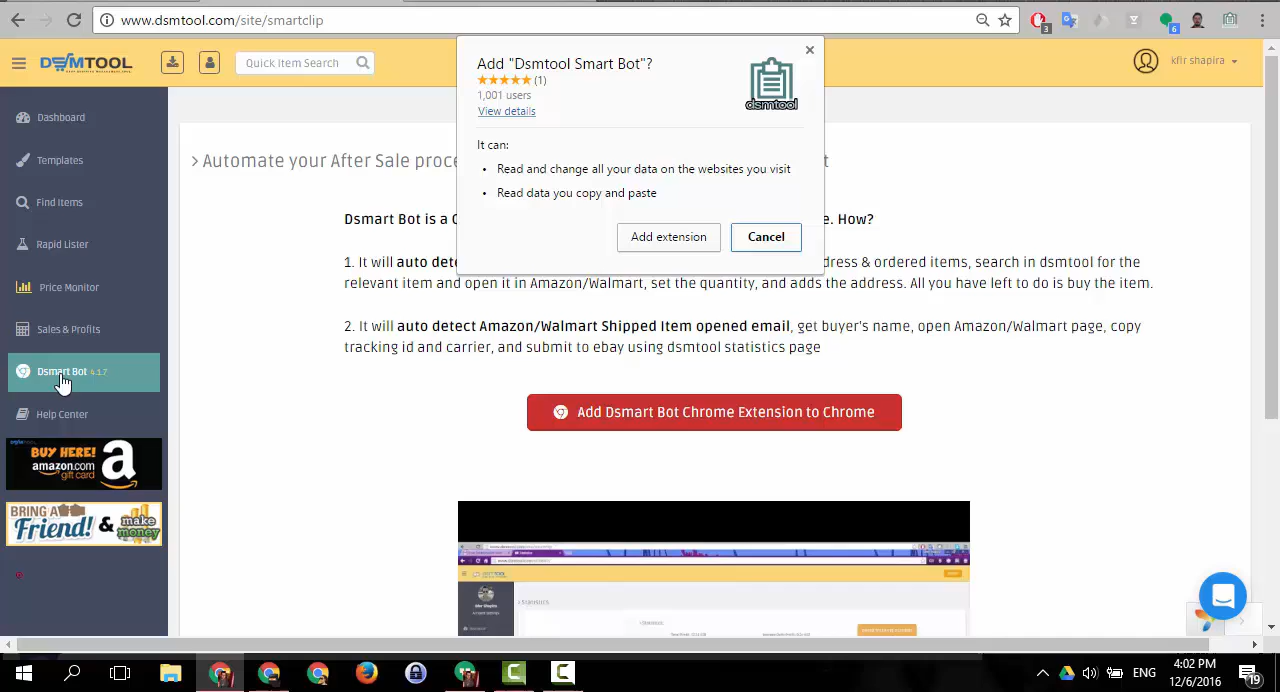 www.dsmtool.com/site/smartclip
3
6
DSMTOOL
Quick Item Search
kfir shapira
Add "Dsmtool Smart Bot"?
(1)
1,001 users
View details
dsmtool
It can:
• Read and change all your data on the websites you visit
• Read data you copy and paste
Add extension
Cancel
Dashboard
Templates
Find Items
Rapid Lister
Price Monitor
Sales & Profits
Dsmart Bot 4.1.7
Help Center
BUY HERE!
amazon.com
gift card
a
BRING A
Friend! & make
money
> Automate your After Sale proce
t
Dsmart Bot is a C
e. How?
1. It will auto dete
dress & ordered items, search in dsmtool for the
relevant item and open it in Amazon/Walmart, set the quantity, and adds the address. All you have left to do is buy the item.
2. It will auto detect Amazon/Walmart Shipped Item opened email, get buyer's name, open Amazon/Walmart page, copy
tracking id and carrier, and submit to ebay using dsmtool statistics page
Add Dsmart Bot Chrome Extension to Chrome
ENG
4:02 PM
12/6/2016
19